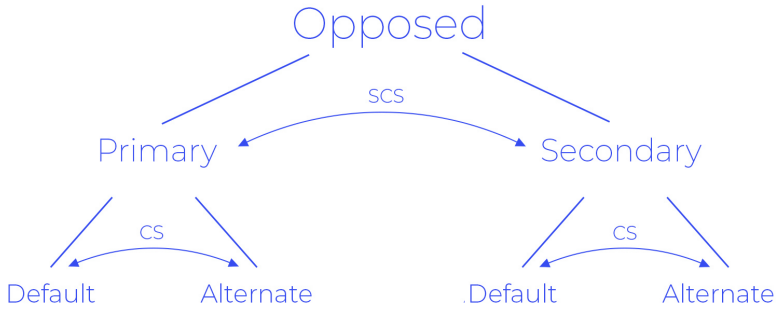 Opposed
SCS
Primary
Secondary
CS
CS
Default
Alternate
.Default
Alternate